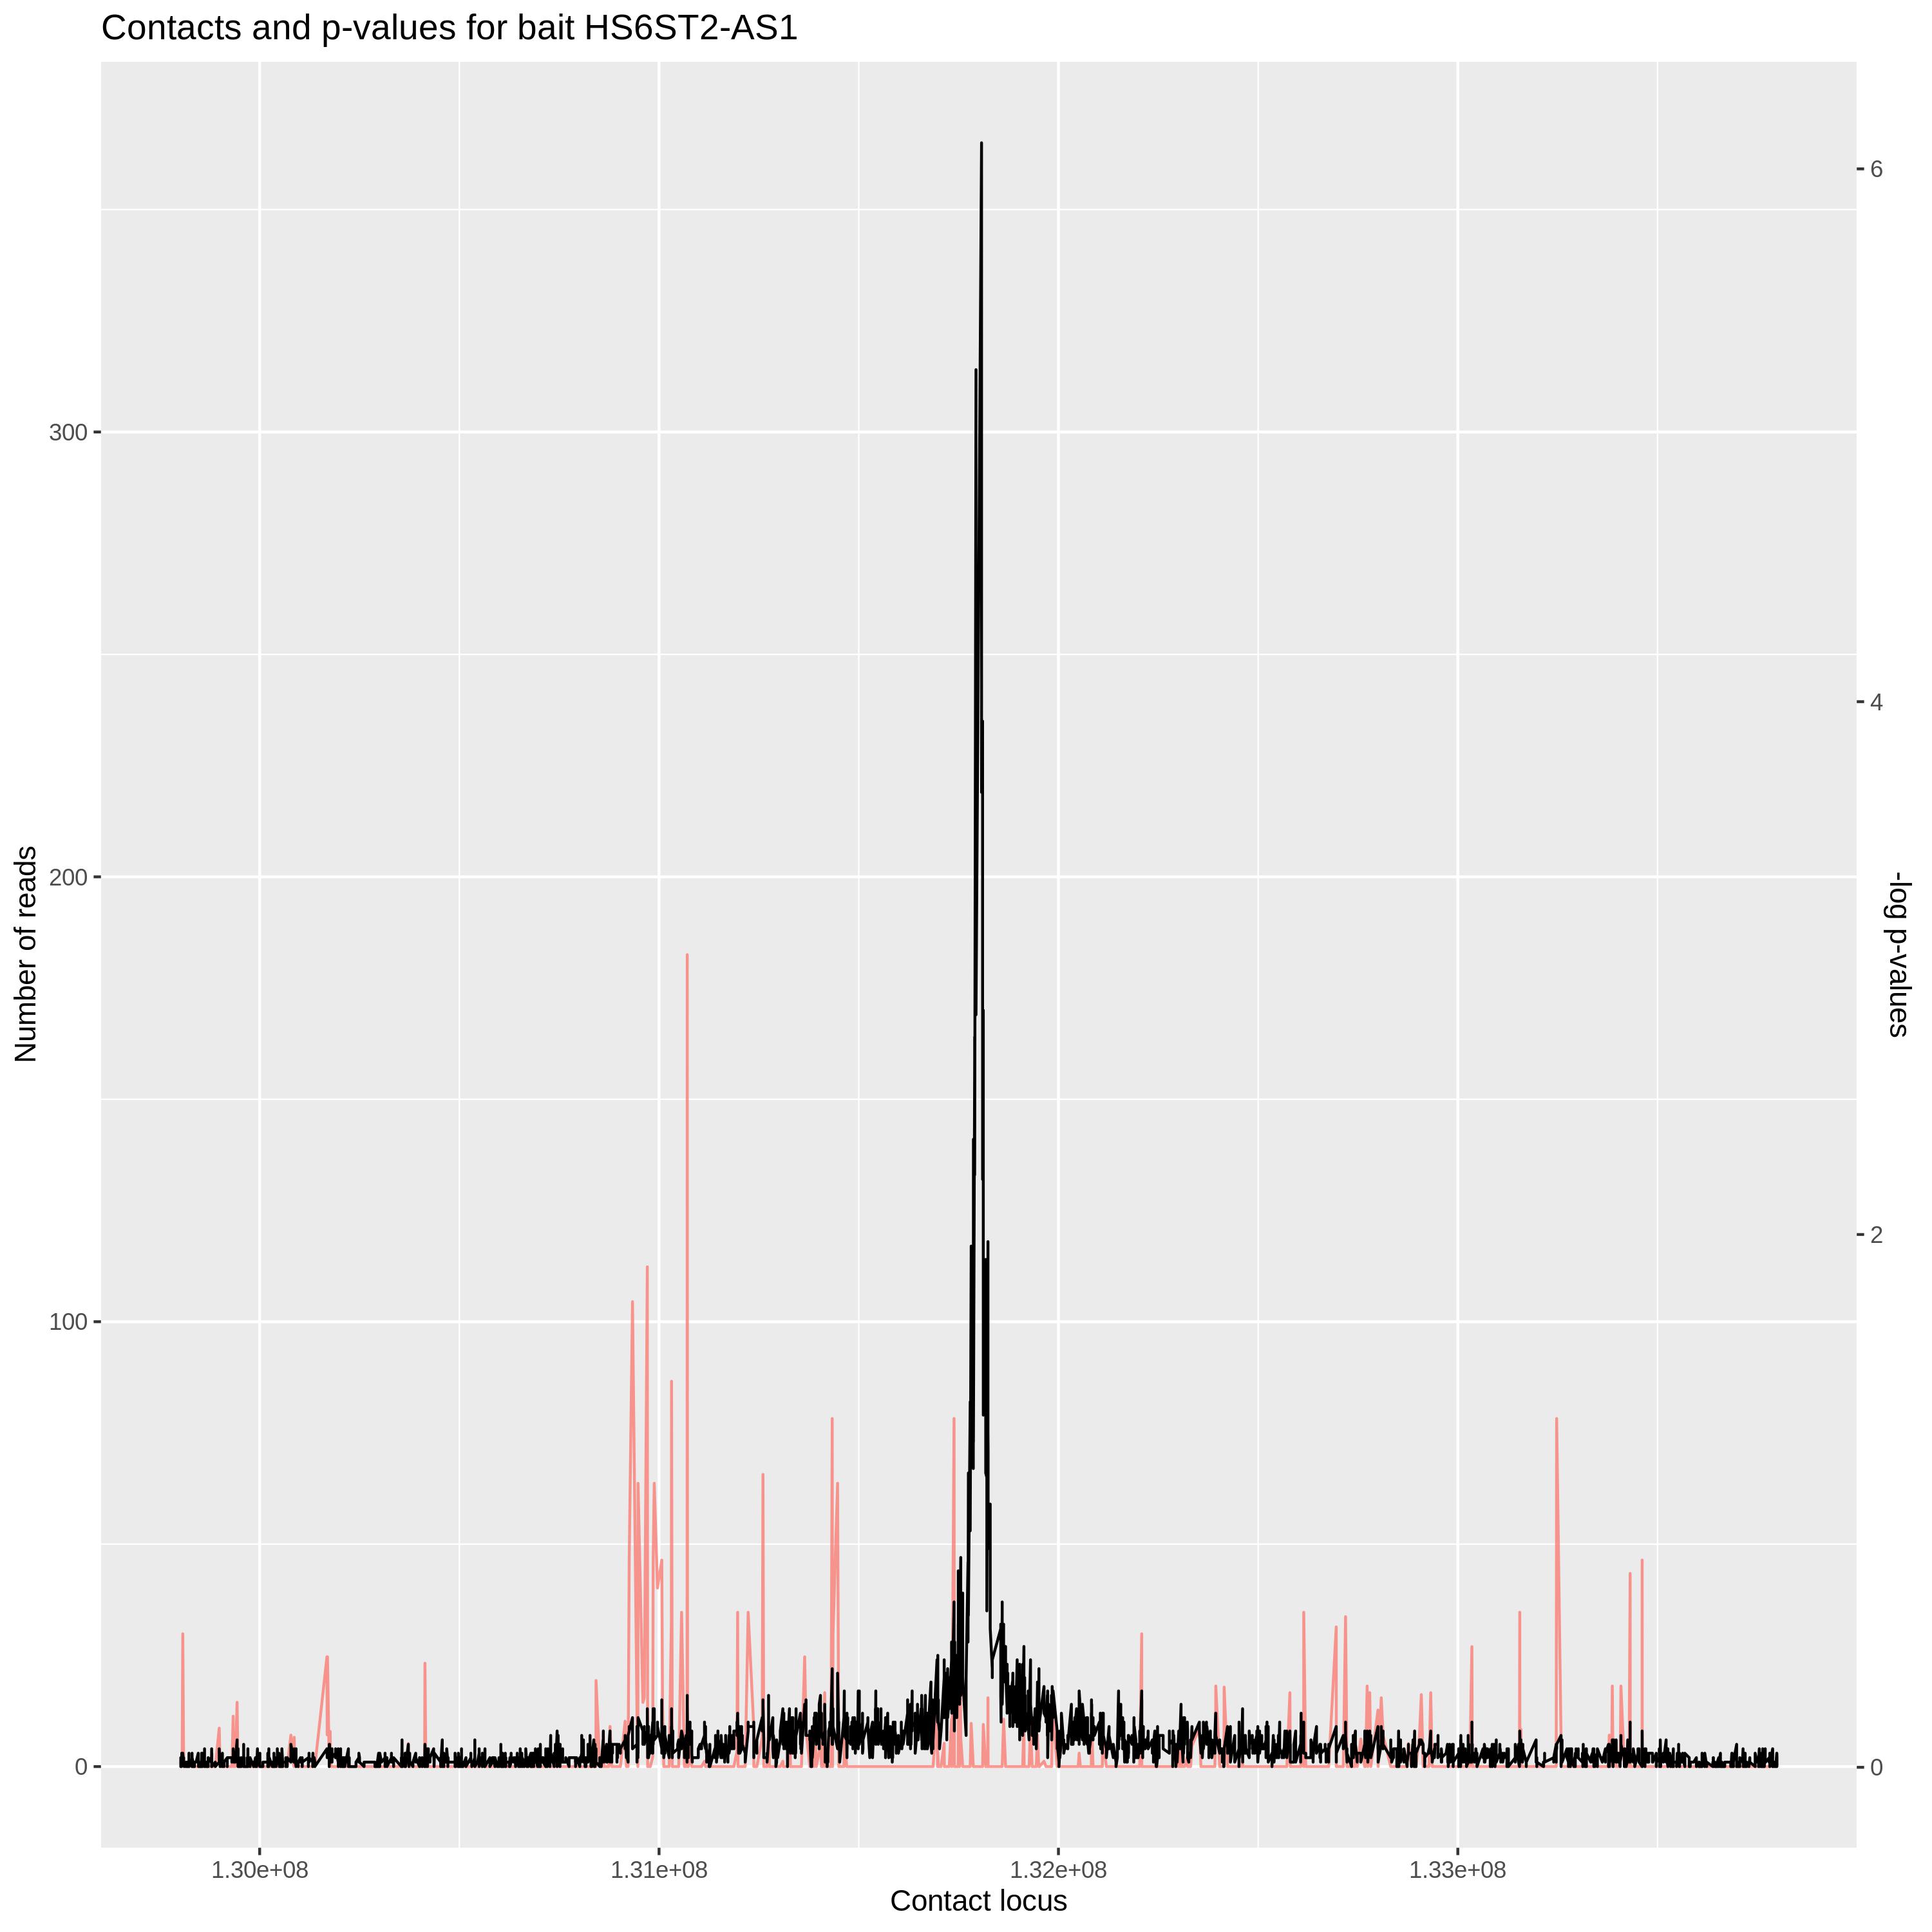 Contacts and p-values for bait HS6ST2-AS1
Number of reads
300
200
100
0
6
4
2
0
-log p-values
1.30e+08
1.31e+08
1.32e+08
1.33e+08
Contact locus